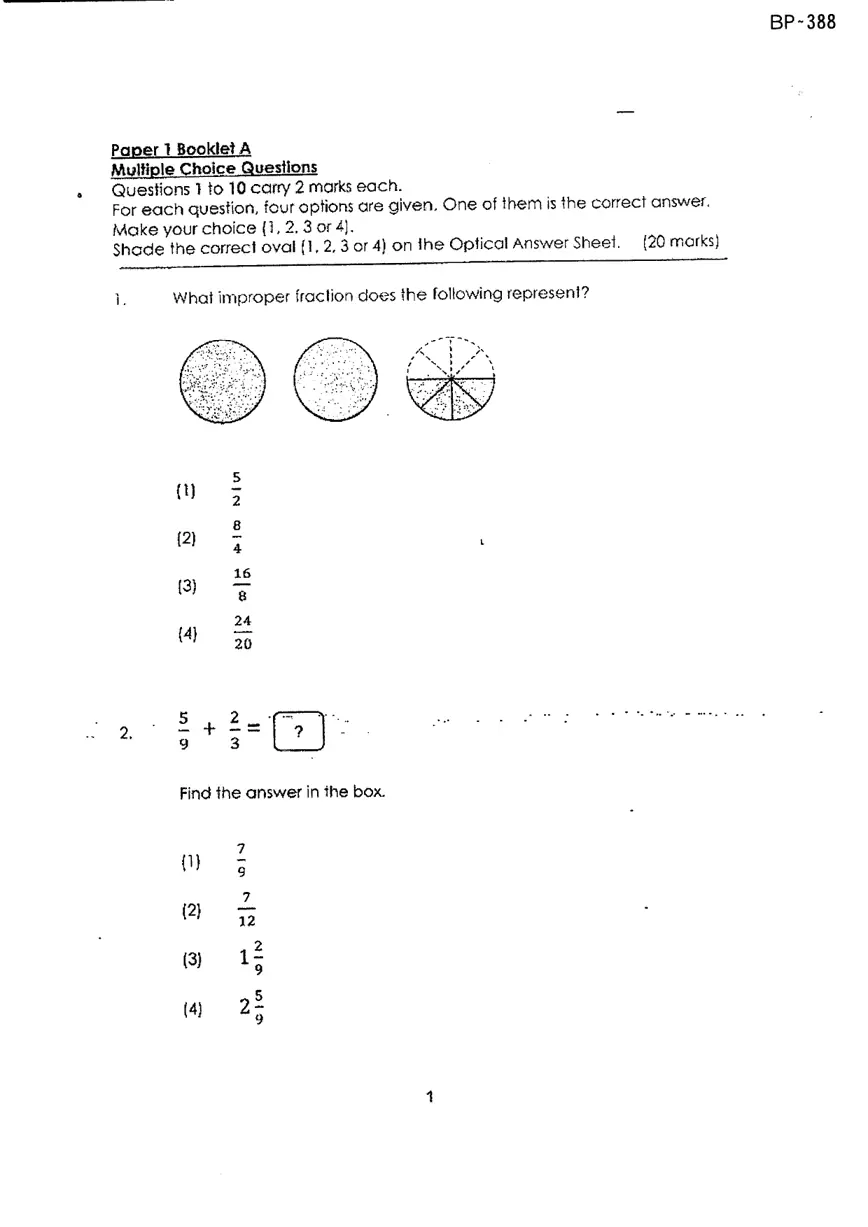 BP-388
Paper 1 Booklet A
Multiple Choice Questions
Questions 1 to 10 carry 2 marks each.
For each question, four options are given. One of them is the correct answer.
Make your choice (1, 2, 3 or 4).
Shade the correct oval (1, 2, 3 or 4) on the Optical Answer Sheet. (20 marks)
1. What improper fraction does the following represent?
(1) 5/2
(2) 8/4
(3) 16/8
(4) 24/20
2. 5/9 + 2/3 = ?
Find the answer in the box.
(1) 7/9
(2) 7/12
(3) 1 2/9
(4) 2 5/9
1